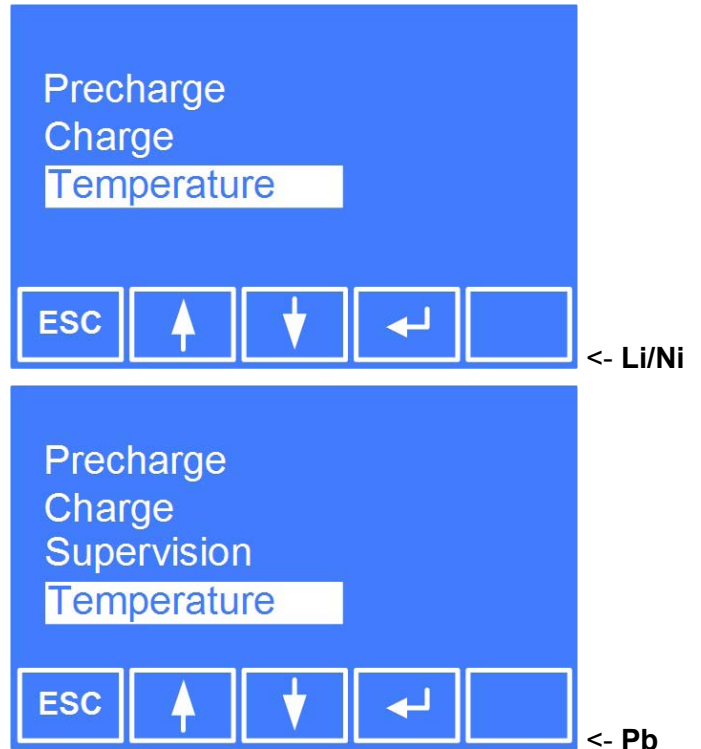 Precharge
Charge
Temperature
ESC
<- Li/Ni
Precharge
Charge
Supervision
Temperature
ESC
<- Pb